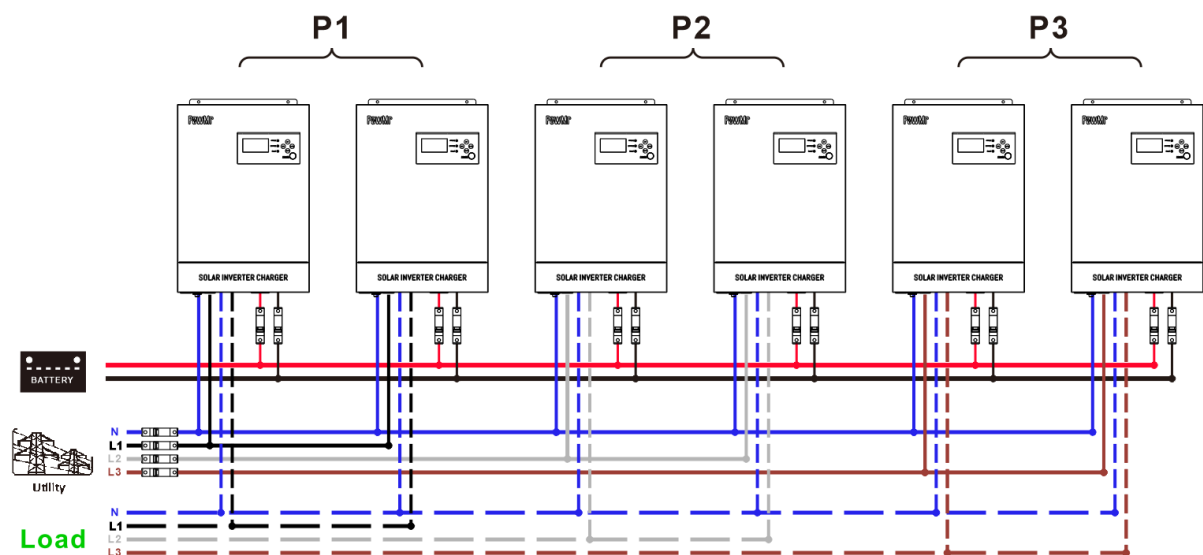 P1 P2 P3
PowMr PowMr PowMr PowMr PowMr PowMr
SOLAR INVERTER CHARGER SOLAR INVERTER CHARGER SOLAR INVERTER CHARGER SOLAR INVERTER CHARGER SOLAR INVERTER CHARGER SOLAR INVERTER CHARGER
BATTERY
N
L1
L2
L3
Utility
N
L1
Load L2
L3